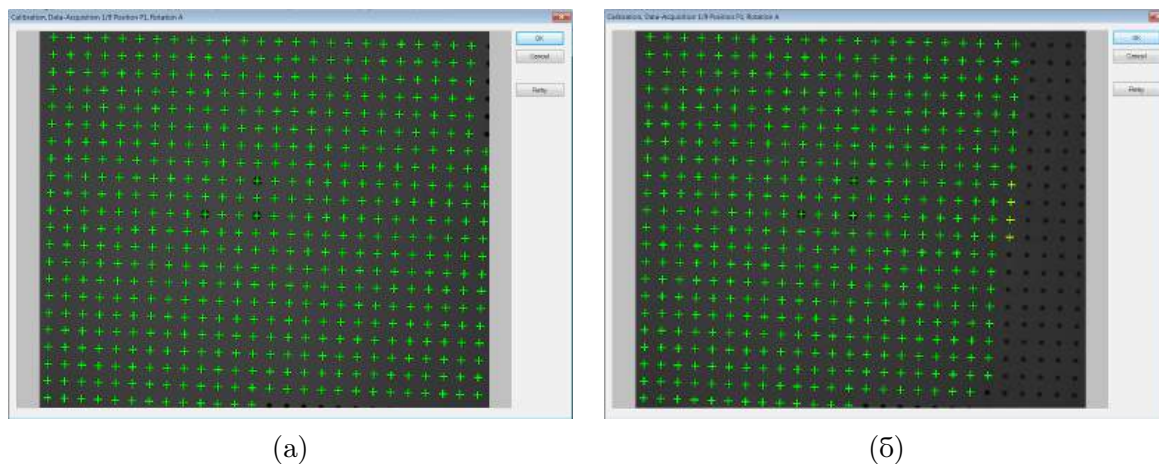 Calibration, Data-Acquisition 1/9 Position P1, Rotation A
OK
Cancel
Retry
Calibration, Data-Acquisition 1/9 Position P1, Rotation A
OK
Cancel
Retry
(а)
(б)